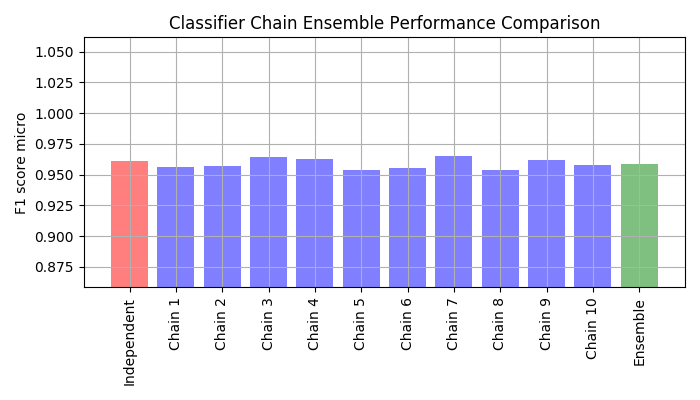 Classifier Chain Ensemble Performance Comparison
F1 score micro
1.050
1.025
1.000
0.975
0.950
0.925
0.900
0.875
Independent
Chain 1
Chain 2
Chain 3
Chain 4
Chain 5
Chain 6
Chain 7
Chain 8
Chain 9
Chain 10
Ensemble